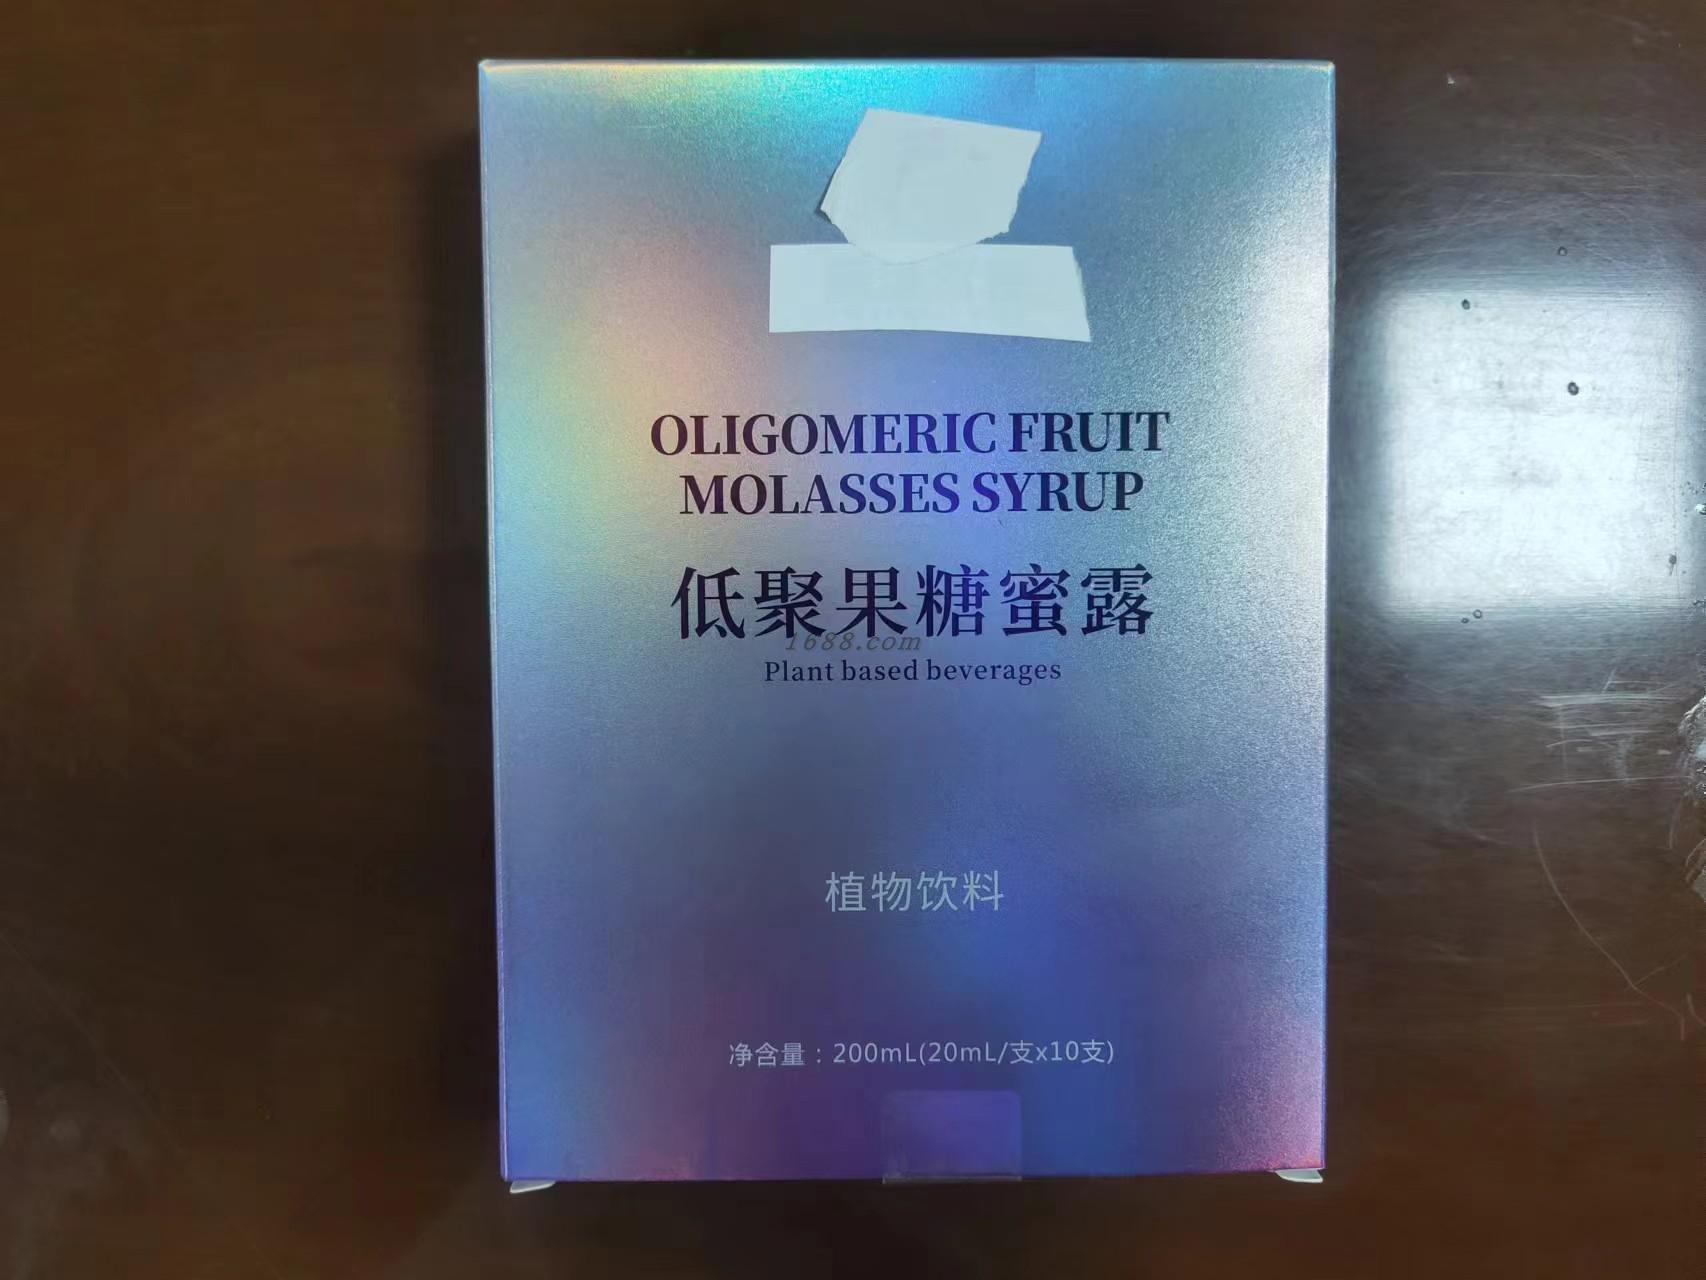 OLIGOMERIC FRUIT
MOLASSES SYRUP
低聚果糖蜜露
1688.com
Plant based beverages
植物饮料
净含量：200mL(20mL/支x10支)